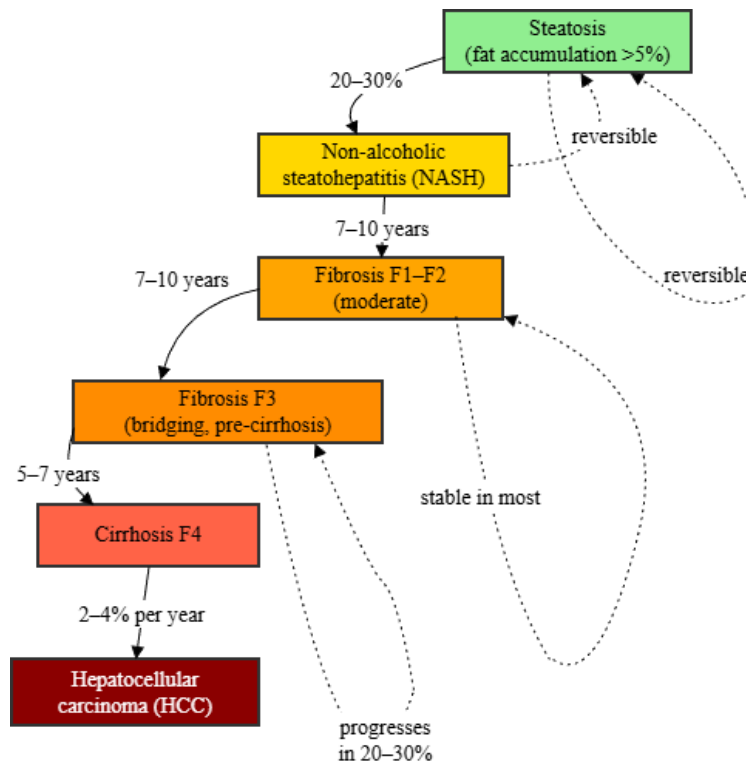 Steatosis
(fat accumulation >5%)
20–30%
reversible
Non-alcoholic
steatohepatitis (NASH)
7–10 years
reversible
Fibrosis F1–F2
(moderate)
7–10 years
Fibrosis F3
(bridging, pre-cirrhosis)
5–7 years
stable in most
Cirrhosis F4
2–4% per year
Hepatocellular
carcinoma (HCC)
progresses
in 20–30%